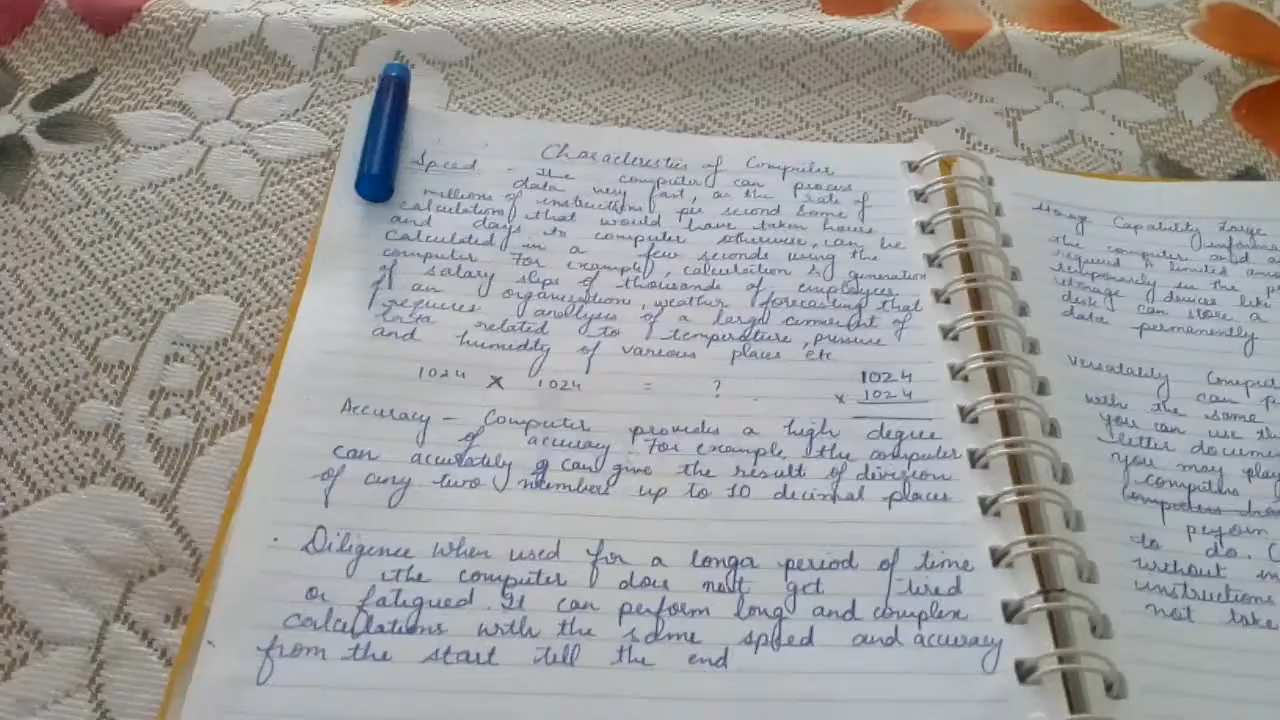 Characteristics of Computer
Speed - The computer can process
data very fast, as the rate of
millions of instructions per second Some
calculations that would have taken hours
and days to computer otherwise, can be
calculated in a few seconds using the
computer For example, calculation & generation
of salary slips of thousands of employees
of an organization, weather forecasting that
requires analysis of a large amount of
data related to temperature, pressure
and humidity of various places etc
1024 × 1024 = ?
1024
× 1024
Accuracy - Computer provides a high degree
of accuracy. For example the computer
can accurately can give the result of division
of any two numbers up to 10 decimal places
Diligence When used for a longa period of time
the computer does not get tired
or fatigued. It can perform long and complex
calculations with the same speed and accuracy
from the start till the end
Storage Capability Large
the computer and
required a limited
temporarily in the
storage devices like
disk can store a
data permanently
Versatality
can
with the same
you can use
letter
you may play
computers
perform
to do.
without
instructions
not take